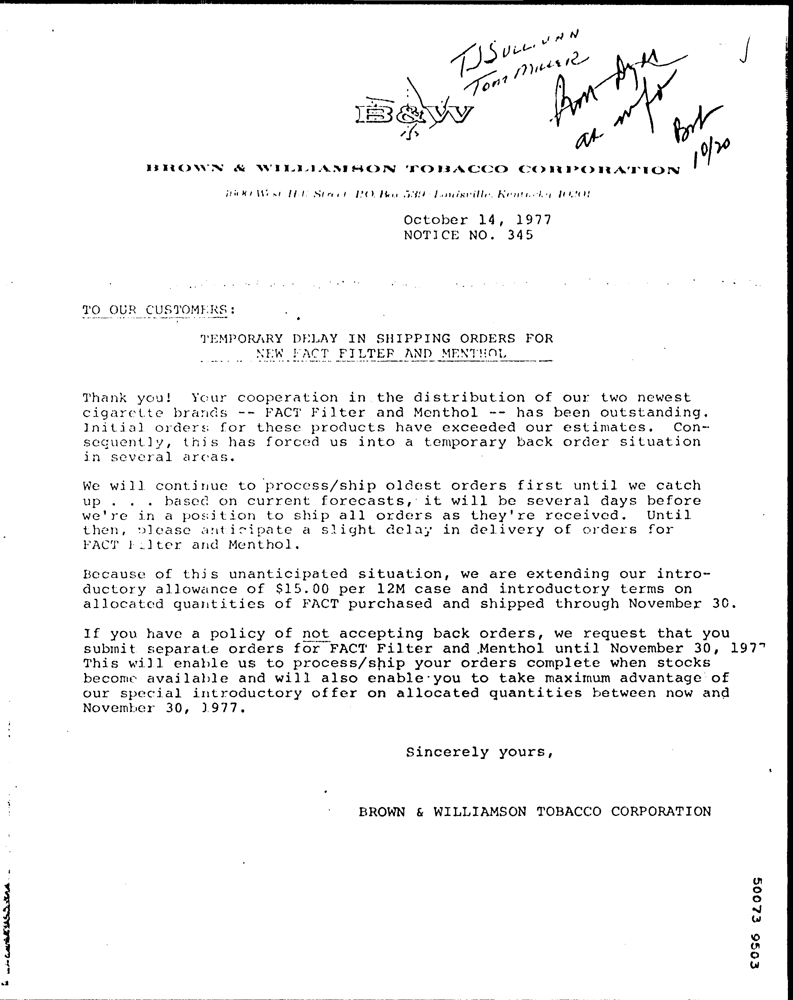 TJ SULLIVAN
TOM MILLER
as info
10/20
B&W
BROWN & WILLIAMSON TOBACCO CORPORATION
1600 West Hill Street P.O. Box Louisville, Kentucky
October 14, 1977
NOTICE NO. 345
TO OUR CUSTOMERS:
TEMPORARY DELAY IN SHIPPING ORDERS FOR
NEW FACT FILTER AND MENTHOL
Thank you! Your cooperation in the distribution of our two newest
cigarette brands -- FACT Filter and Menthol -- has been outstanding.
Initial orders for these products have exceeded our estimates. Con-
sequently, this has forced us into a temporary back order situation
in several areas.
We will continue to process/ship oldest orders first until we catch
up . . . based on current forecasts, it will be several days before
we're in a position to ship all orders as they're received. Until
then, please anticipate a slight delay in delivery of orders for
FACT Filter and Menthol.
Because of this unanticipated situation, we are extending our intro-
ductory allowance of $15.00 per 12M case and introductory terms on
allocated quantities of FACT purchased and shipped through November 30.
If you have a policy of not accepting back orders, we request that you
submit separate orders for FACT Filter and Menthol until November 30, 1977
This will enable us to process/ship your orders complete when stocks
become available and will also enable you to take maximum advantage of
our special introductory offer on allocated quantities between now and
November 30, 1977.
Sincerely yours,
BROWN & WILLIAMSON TOBACCO CORPORATION
50073 9503